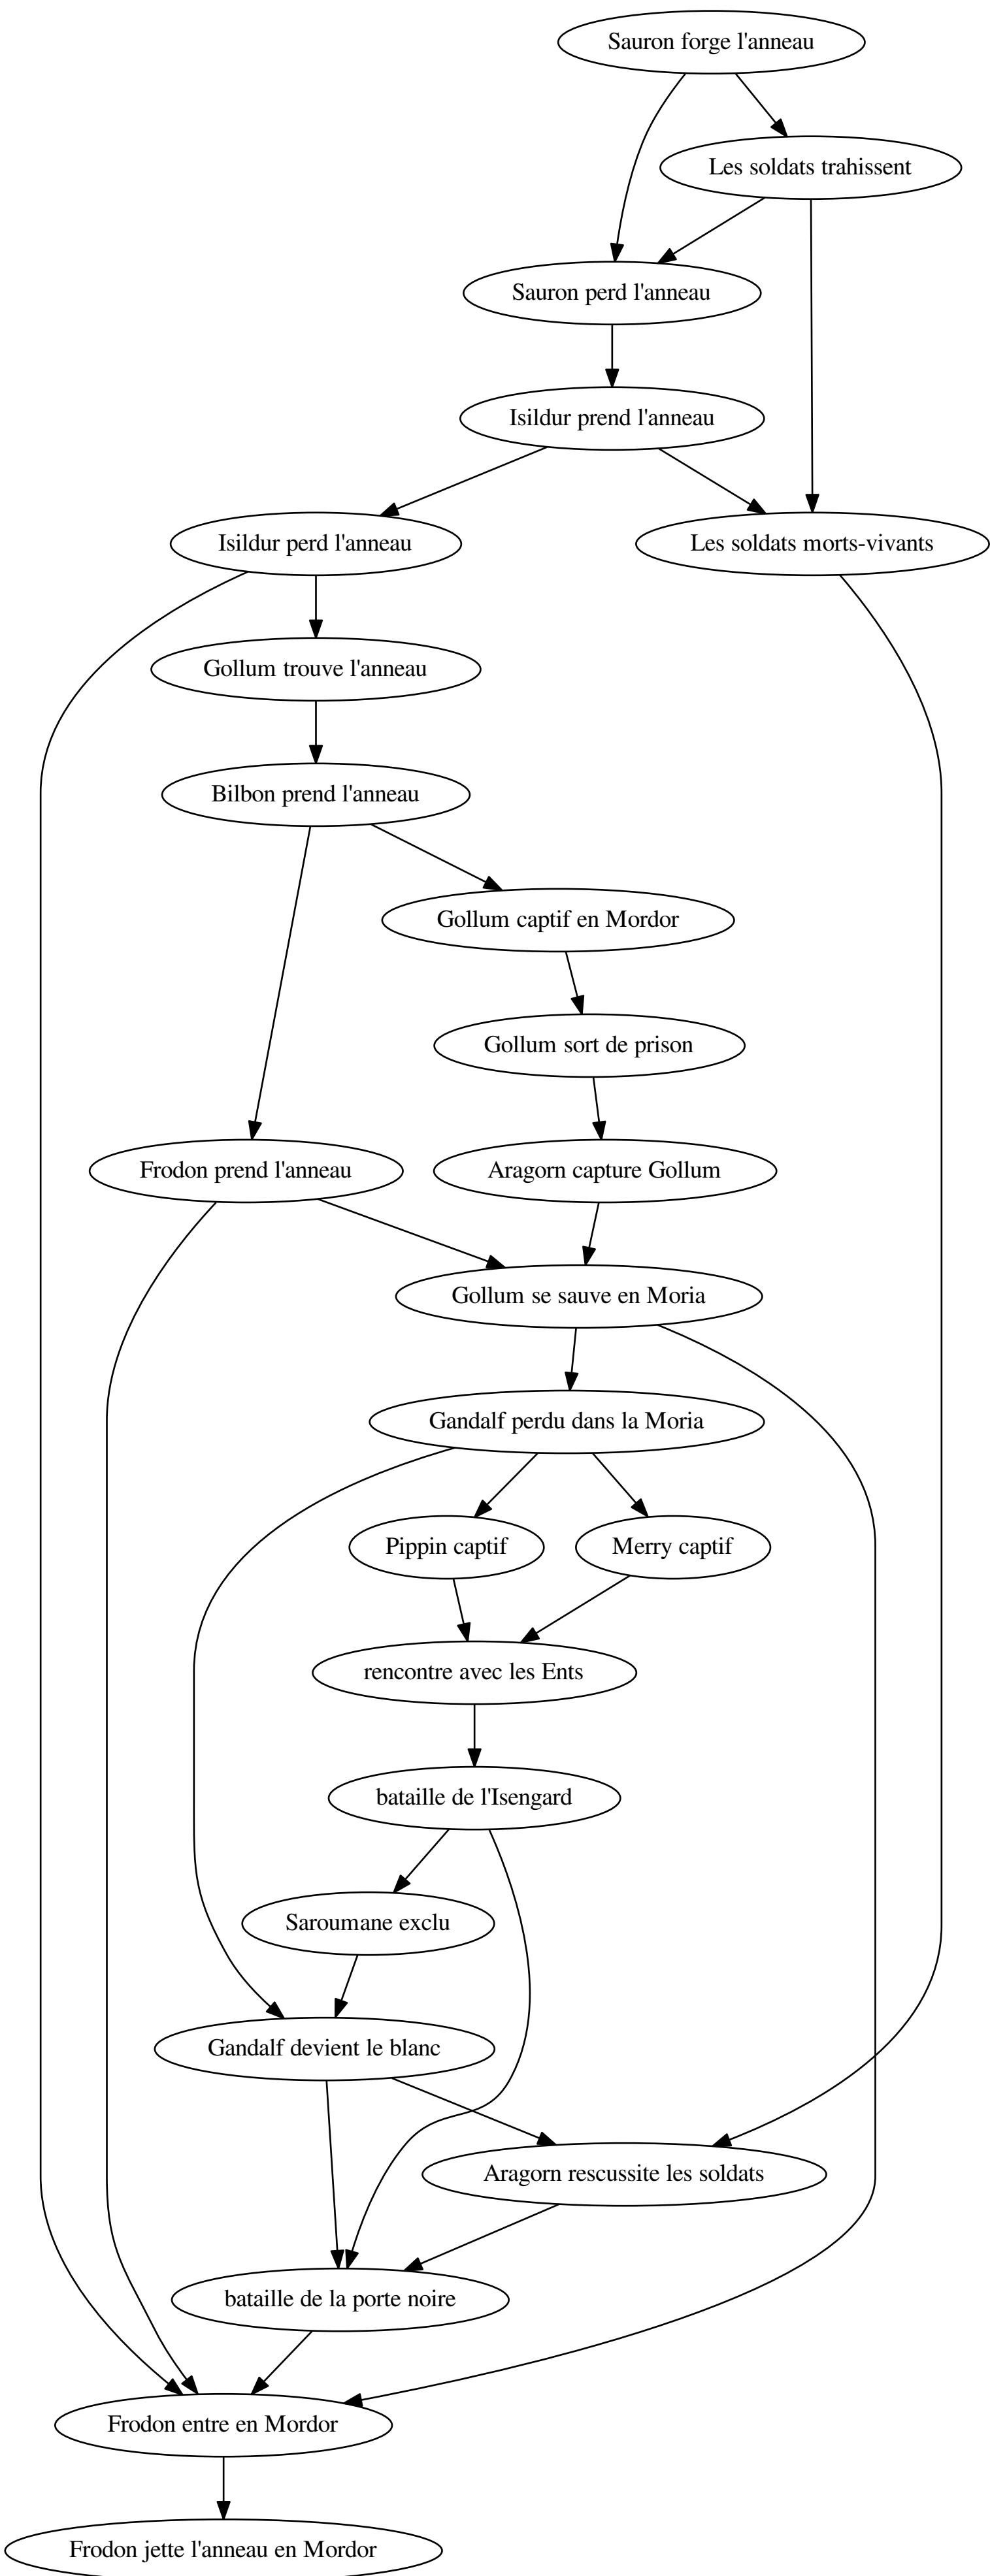 Sauron forge l'anneau
Les soldats trahissent
Sauron perd l'anneau
Isildur prend l'anneau
Isildur perd l'anneau
Les soldats morts-vivants
Gollum trouve l'anneau
Bilbon prend l'anneau
Gollum captif en Mordor
Gollum sort de prison
Frodon prend l'anneau
Aragorn capture Gollum
Gollum se sauve en Moria
Gandalf perdu dans la Moria
Pippin captif
Merry captif
rencontre avec les Ents
bataille de l'Isengard
Saroumane exclu
Gandalf devient le blanc
Aragorn rescussite les soldats
bataille de la porte noire
Frodon entre en Mordor
Frodon jette l'anneau en Mordor